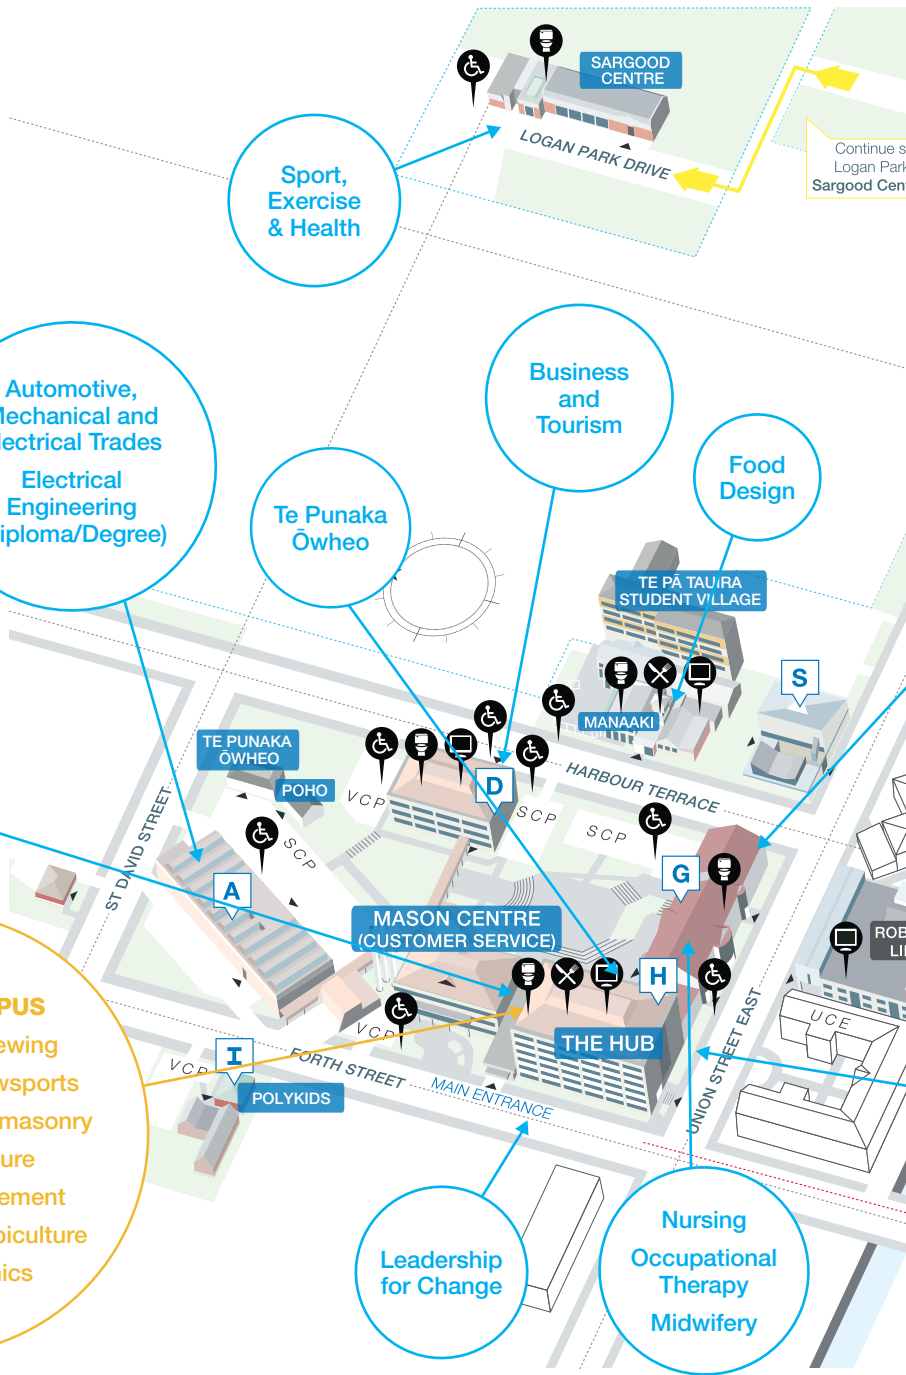 SARGOOD
CENTRE
LOGAN PARK DRIVE
Continue s
Logan Park
Sargood Cen
Sport,
Exercise
& Health
Automotive,
Mechanical and
lectrical Trades
Electrical
Engineering
iploma/Degree)
Business
and
Tourism
Te Punaka
Ōwheo
Food
Design
TE PĀ TAUIRA
STUDENT VILLAGE
S
MANAAKI
TE PUNAKA
ŌWHEO
POHO
VCP
D
HARBOUR TERRACE
SCP
SCP
SCP
ST DAVID STREET
A
G
MASON CENTRE
(CUSTOMER SERVICE)
ROB
LI
H
THE HUB
UCE
UNION STREET EAST
VCP
FORTH STREET
MAIN ENTRANCE
VCP
I
POLYKIDS
PUS
ewing
wsports
masonry
ure
ement
piculture
nics
Leadership
for Change
Nursing
Occupational
Therapy
Midwifery